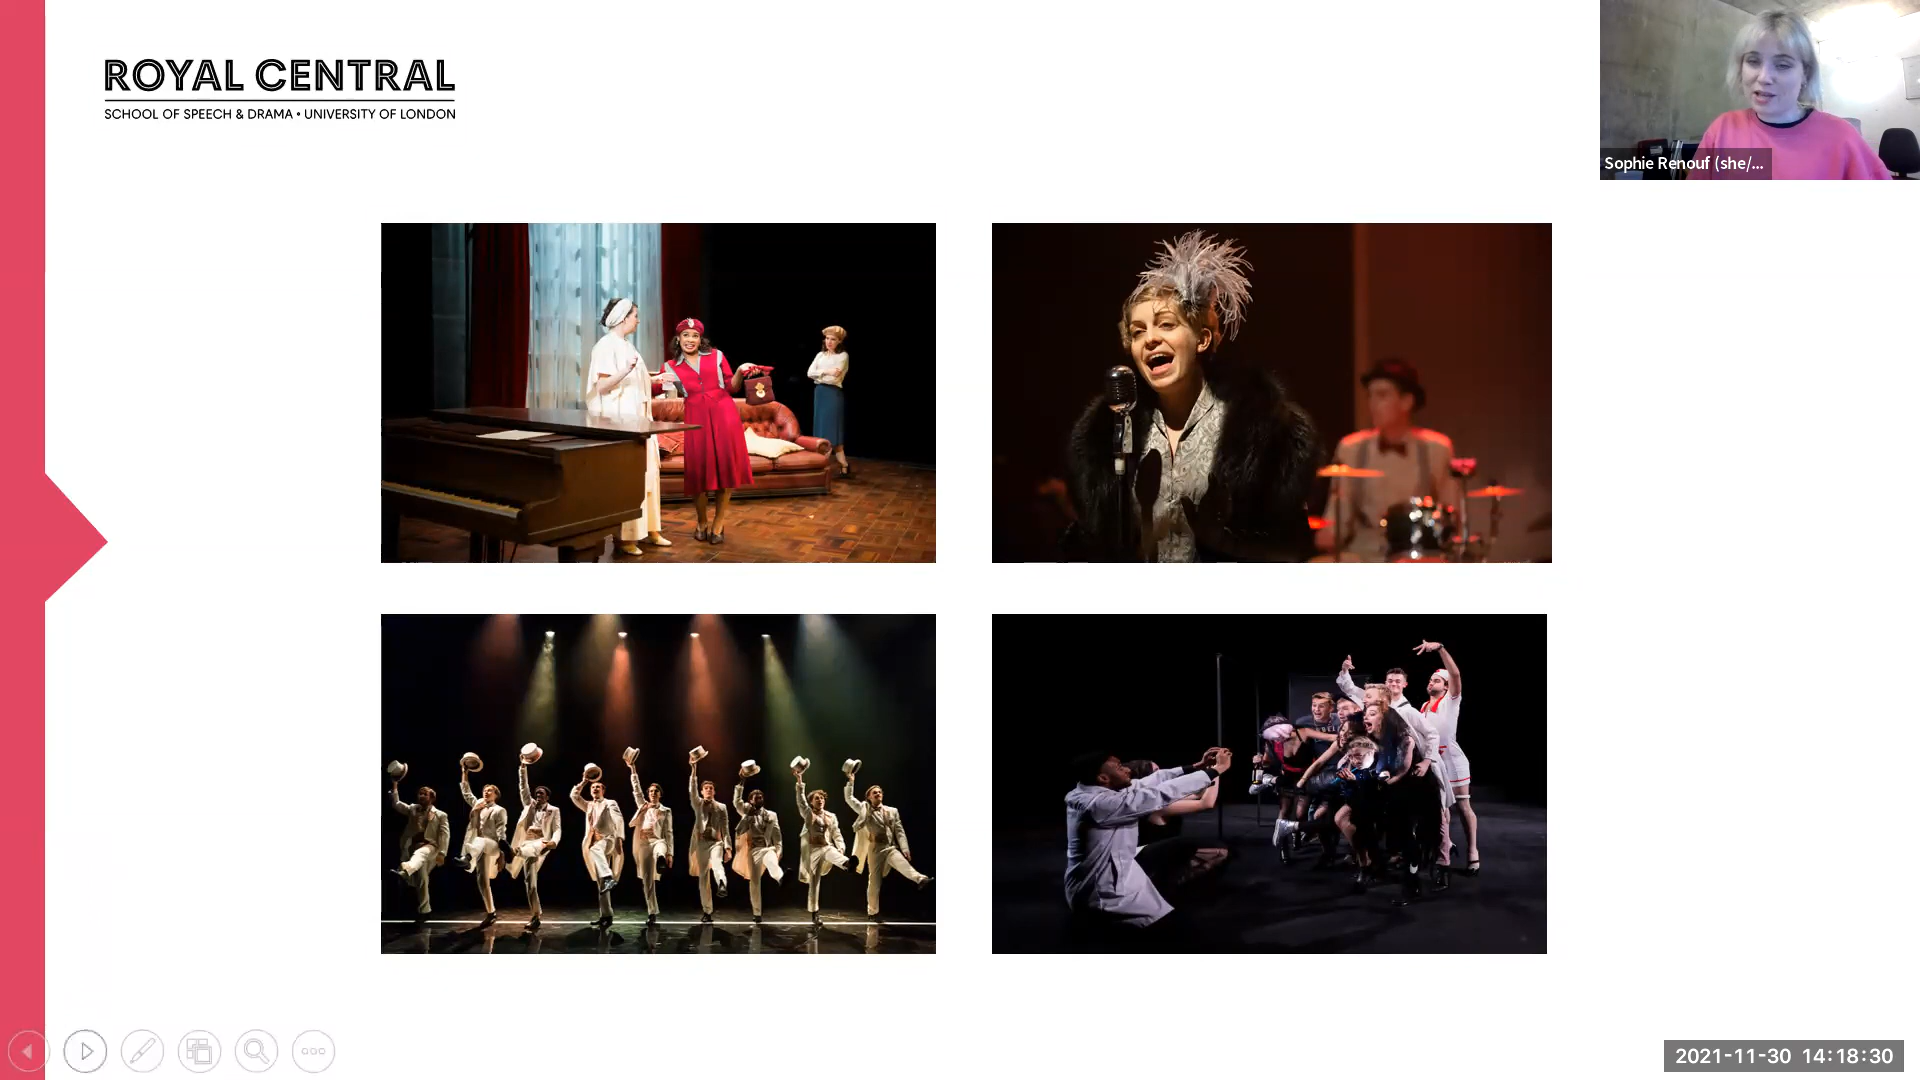 ROYAL CENTRAL
SCHOOL OF SPEECH & DRAMA • UNIVERSITY OF LONDON
Sophie Renouf (she/...
2021-11-30 14:18:30